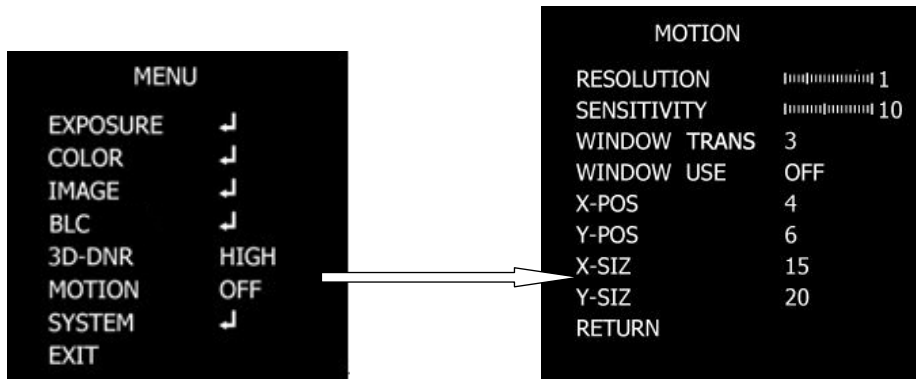 MENU
EXPOSURE ↲
COLOR ↲
IMAGE ↲
BLC ↲
3D-DNR HIGH
MOTION OFF
SYSTEM ↲
EXIT
MOTION
RESOLUTION 1
SENSITIVITY 10
WINDOW TRANS 3
WINDOW USE OFF
X-POS 4
Y-POS 6
X-SIZ 15
Y-SIZ 20
RETURN